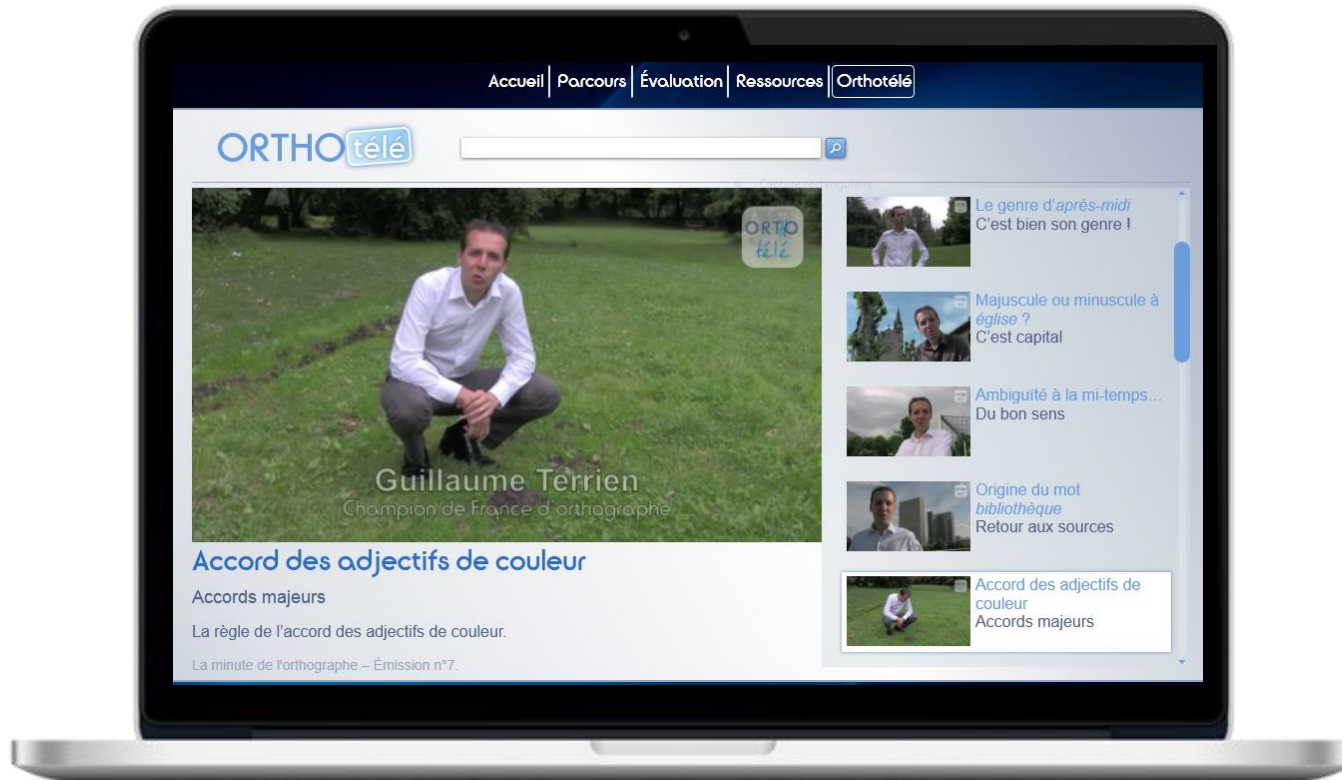 Accueil Parcours Évaluation Ressources Orthotélé
ORTHO télé
Capture rectangulaire
ORTHO
télé
Guillaume Terrien
Champion de France d'orthographe
Accord des adjectifs de couleur
Accords majeurs
La règle de l'accord des adjectifs de couleur.
La minute de l'orthographe – Émission n°7.
Le genre d'après-midi
C'est bien son genre !
Majuscule ou minuscule à
église ?
C'est capital
Ambiguïté à la mi-temps...
Du bon sens
Origine du mot
bibliothèque
Retour aux sources
Accord des adjectifs de
couleur
Accords majeurs